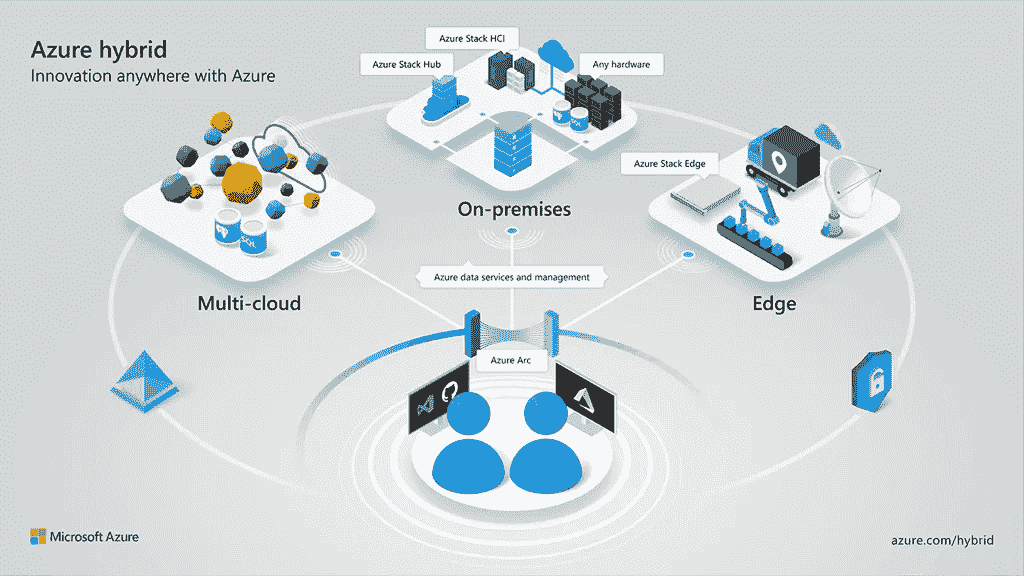 Azure hybrid
Innovation anywhere with Azure
Azure Stack HCI
Azure Stack Hub
Any hardware
Azure Stack Edge
SQL
On-premises
Azure data services and management
SQL
Multi-cloud
Edge
Azure Arc
Microsoft Azure
azure.com/hybrid